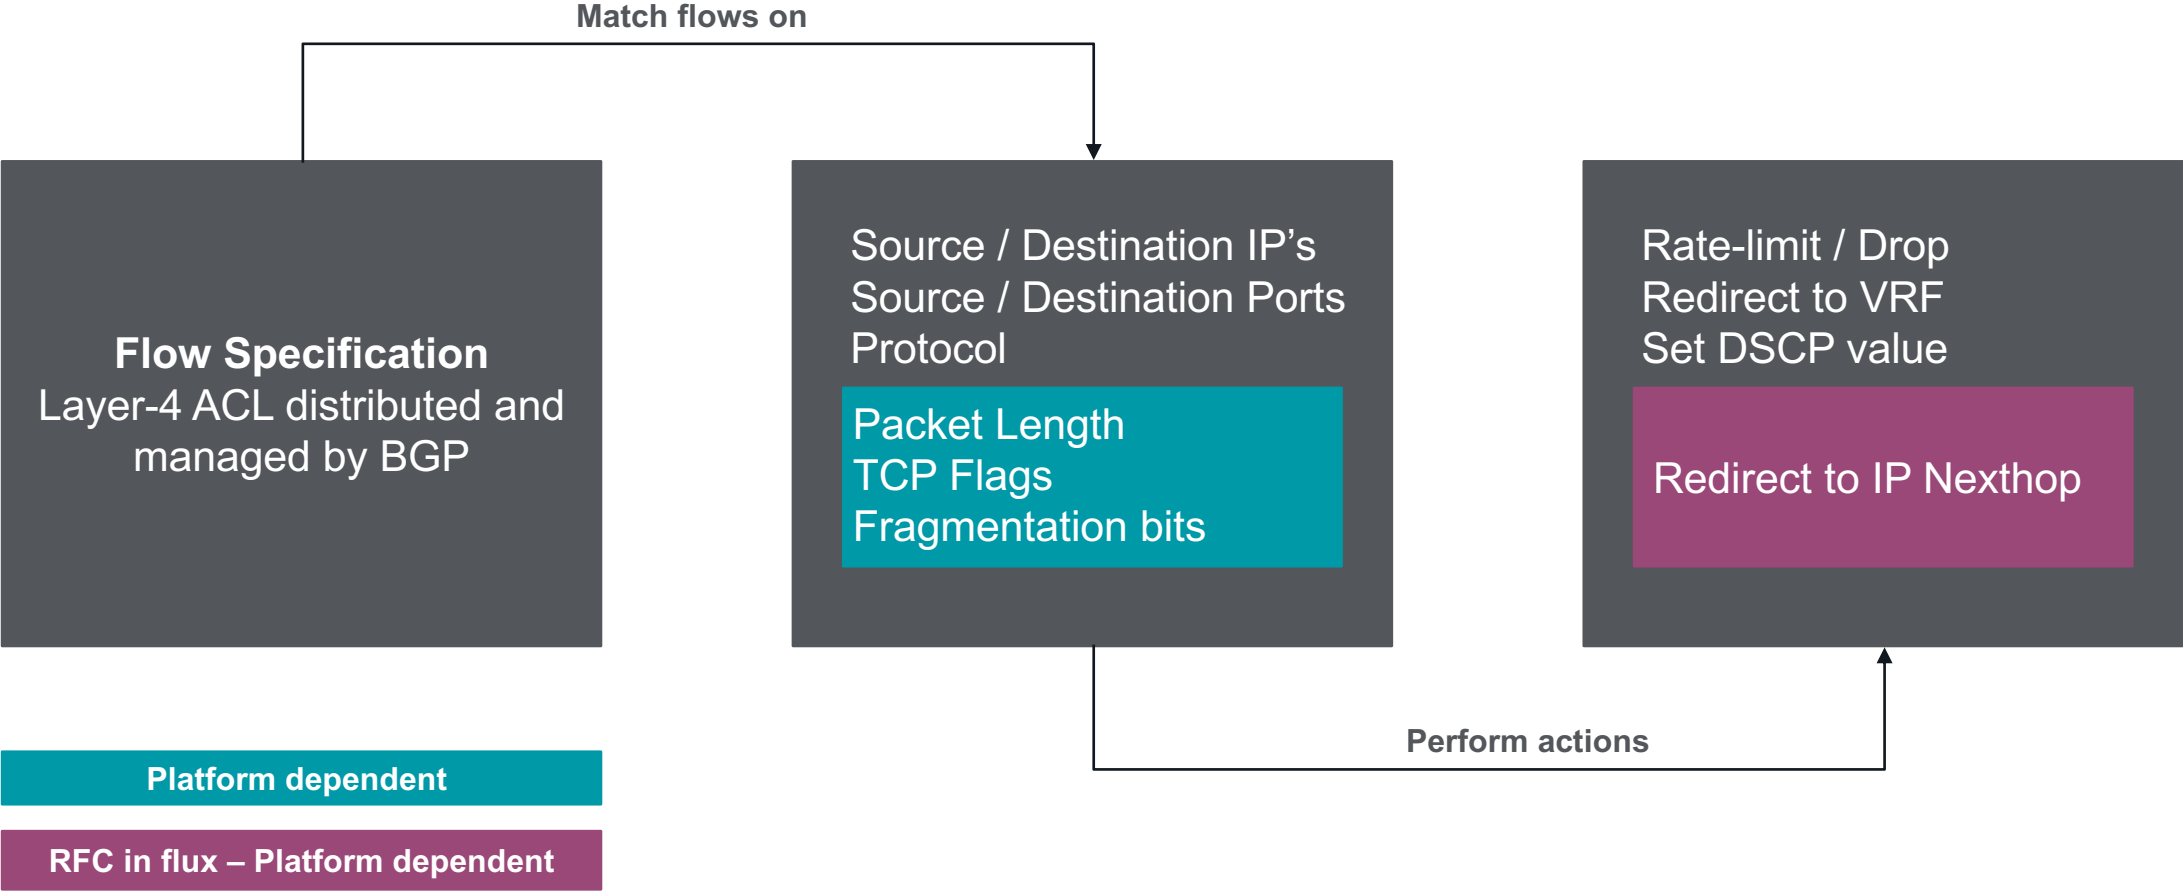 Match flows on
Flow Specification
Layer-4 ACL distributed and
managed by BGP
Source / Destination IP’s
Source / Destination Ports
Protocol
Packet Length
TCP Flags
Fragmentation bits
Rate-limit / Drop
Redirect to VRF
Set DSCP value
Redirect to IP Nexthop
Perform actions
Platform dependent
RFC in flux – Platform dependent